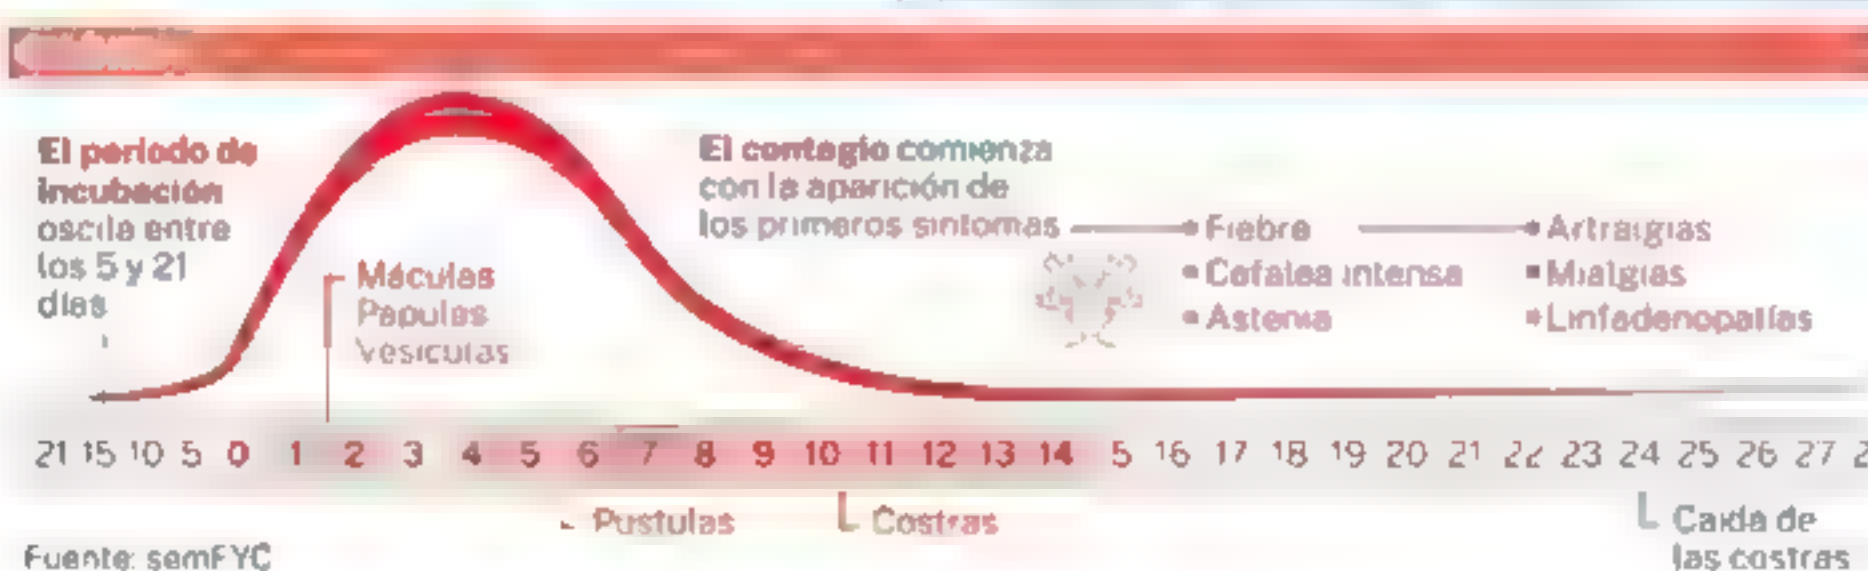 El periodo de
incubación
oscila entre
los 5 y 21
días
El contagio comienza
con la aparición de
los primeros síntomas
Fiebre
Cefalea intensa
Astenia
Artralgias
Mialgias
Linfadenopatías
Máculas
Pápulas
Vesículas
21 15 10 5 0 1 2 3 4 5 6 7 8 9 10 11 12 13 14 5 16 17 18 19 20 21 22 23 24 25 26 27
Pústulas
Costras
Caída de
las costras
Fuente: semFYC